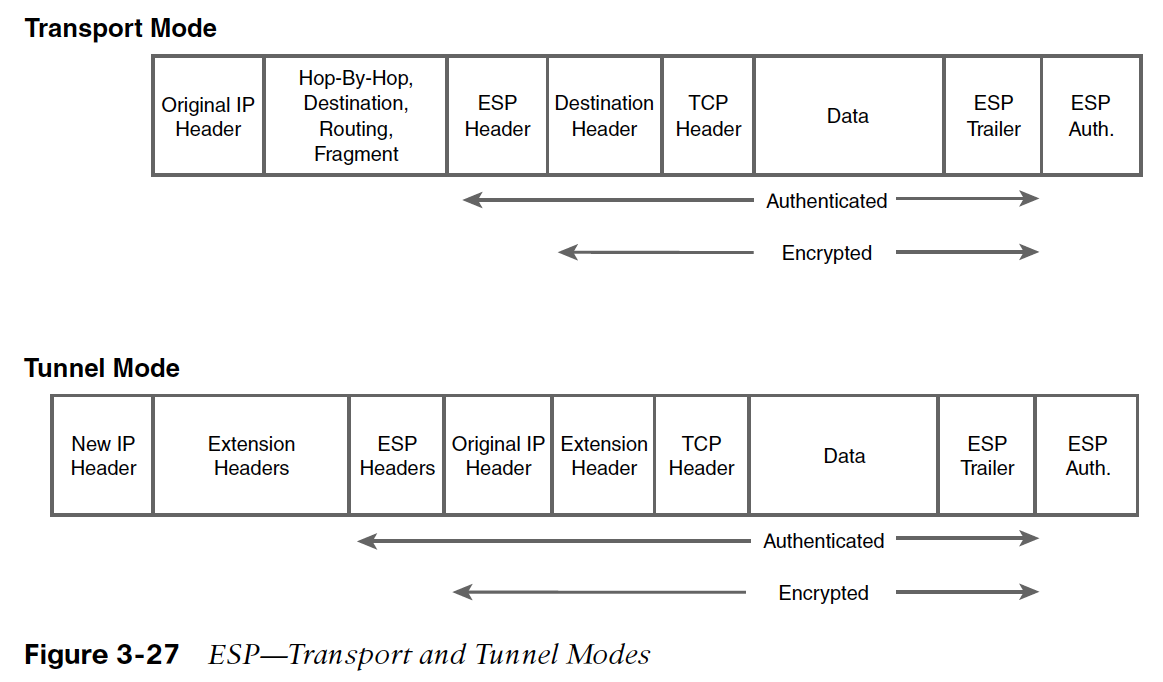 Transport Mode
Original IP
Header
Hop-By-Hop,
Destination,
Routing,
Fragment
ESP
Header
Destination
Header
TCP
Header
Data
ESP
Trailer
ESP
Auth.
Authenticated
Encrypted
Tunnel Mode
New IP
Header
Extension
Headers
ESP
Headers
Original IP
Header
Extension
Header
TCP
Header
Data
ESP
Trailer
ESP
Auth.
Authenticated
Encrypted
Figure 3-27 ESP—Transport and Tunnel Modes